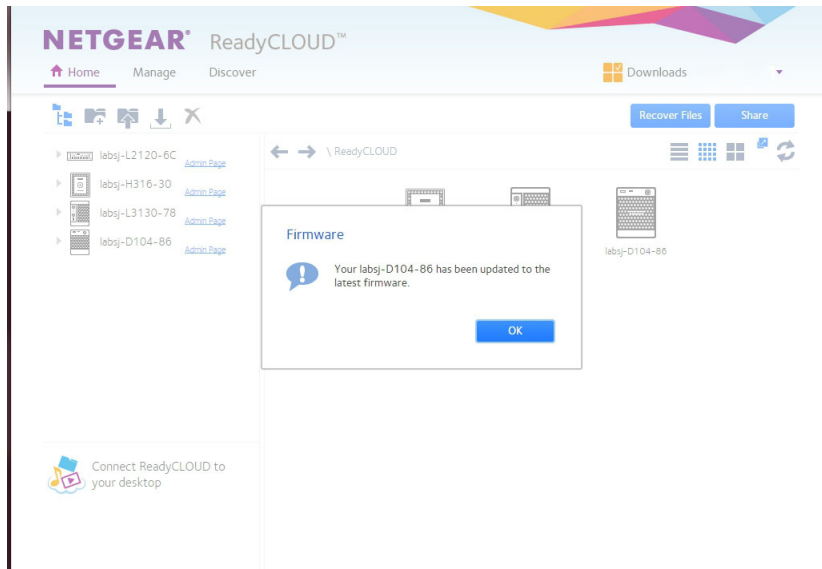 NETGEAR® ReadyCLOUD™
Home Manage Discover Downloads
Recover Files Share
labsj-L2120-6C Admin Page
\ ReadyCLOUD
labsj-H316-30 Admin Page
labsj-L3130-78 Admin Page
labsj-D104-86 Admin Page
labsj-D104-86
Firmware
Your labsj-D104-86 has been updated to the
latest firmware.
OK
Connect ReadyCLOUD to
your desktop